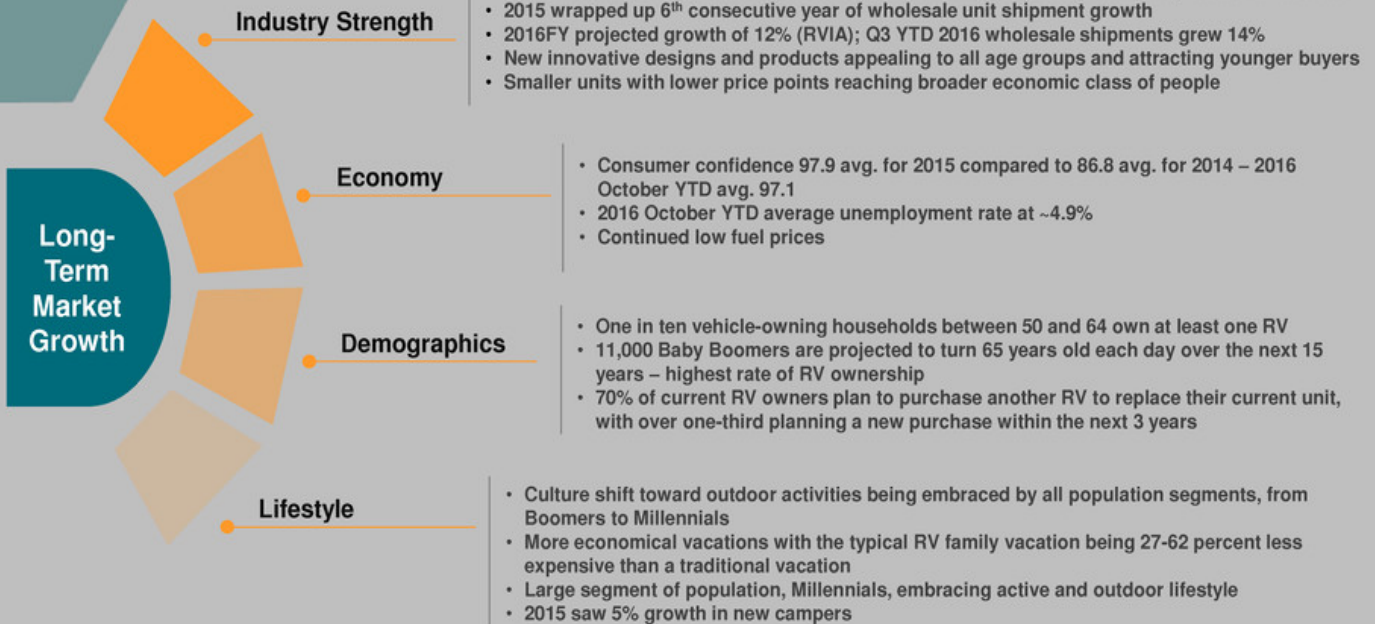 Industry Strength
• 2015 wrapped up 6th consecutive year of wholesale unit shipment growth
• 2016FY projected growth of 12% (RVIA); Q3 YTD 2016 wholesale shipments grew 14%
• New innovative designs and products appealing to all age groups and attracting younger buyers
• Smaller units with lower price points reaching broader economic class of people
Economy
• Consumer confidence 97.9 avg. for 2015 compared to 86.8 avg. for 2014 – 2016
October YTD avg. 97.1
• 2016 October YTD average unemployment rate at ~4.9%
• Continued low fuel prices
Long-
Term
Market
Growth
Demographics
• One in ten vehicle-owning households between 50 and 64 own at least one RV
• 11,000 Baby Boomers are projected to turn 65 years old each day over the next 15
years – highest rate of RV ownership
• 70% of current RV owners plan to purchase another RV to replace their current unit,
with over one-third planning a new purchase within the next 3 years
Lifestyle
• Culture shift toward outdoor activities being embraced by all population segments, from
Boomers to Millennials
• More economical vacations with the typical RV family vacation being 27-62 percent less
expensive than a traditional vacation
• Large segment of population, Millennials, embracing active and outdoor lifestyle
• 2015 saw 5% growth in new campers